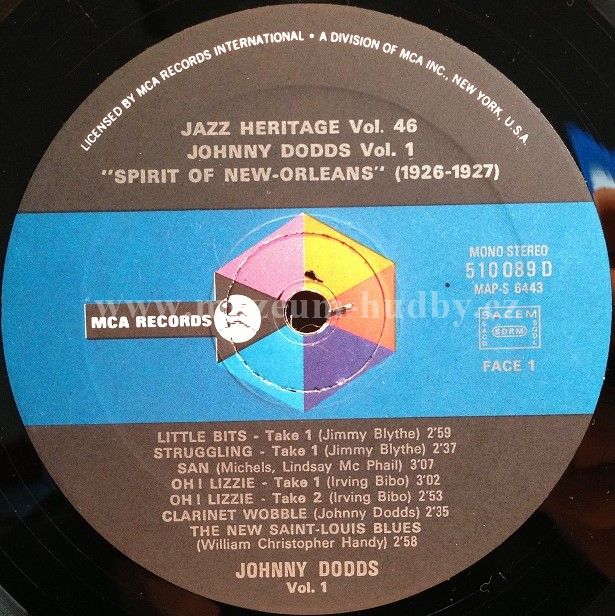 LICENSED BY MCA RECORDS INTERNATIONAL • A DIVISION OF MCA INC., NEW YORK, U.S.A.
JAZZ HERITAGE Vol. 46
JOHNNY DODDS Vol. 1
"SPIRIT OF NEW-ORLEANS" (1926-1927)
MONO STEREO
510 089 D
MAP-S 6443
www.muzeum-hudby.cz
MCA RECORDS
SACEM
SACD
SDRM
SGDL
FACE 1
LITTLE BITS - Take 1 (Jimmy Blythe) 2'59
STRUGGLING - Take 1 (Jimmy Blythe) 2'37
SAN (Michels, Lindsay Mc Phail) 3'07
OH! LIZZIE - Take 1 (Irving Bibo) 3'02
OH! LIZZIE - Take 2 (Irving Bibo) 2'53
CLARINET WOBBLE (Johnny Dodds) 2'35
THE NEW SAINT-LOUIS BLUES
(William Christopher Handy) 2'58
JOHNNY DODDS
Vol. 1